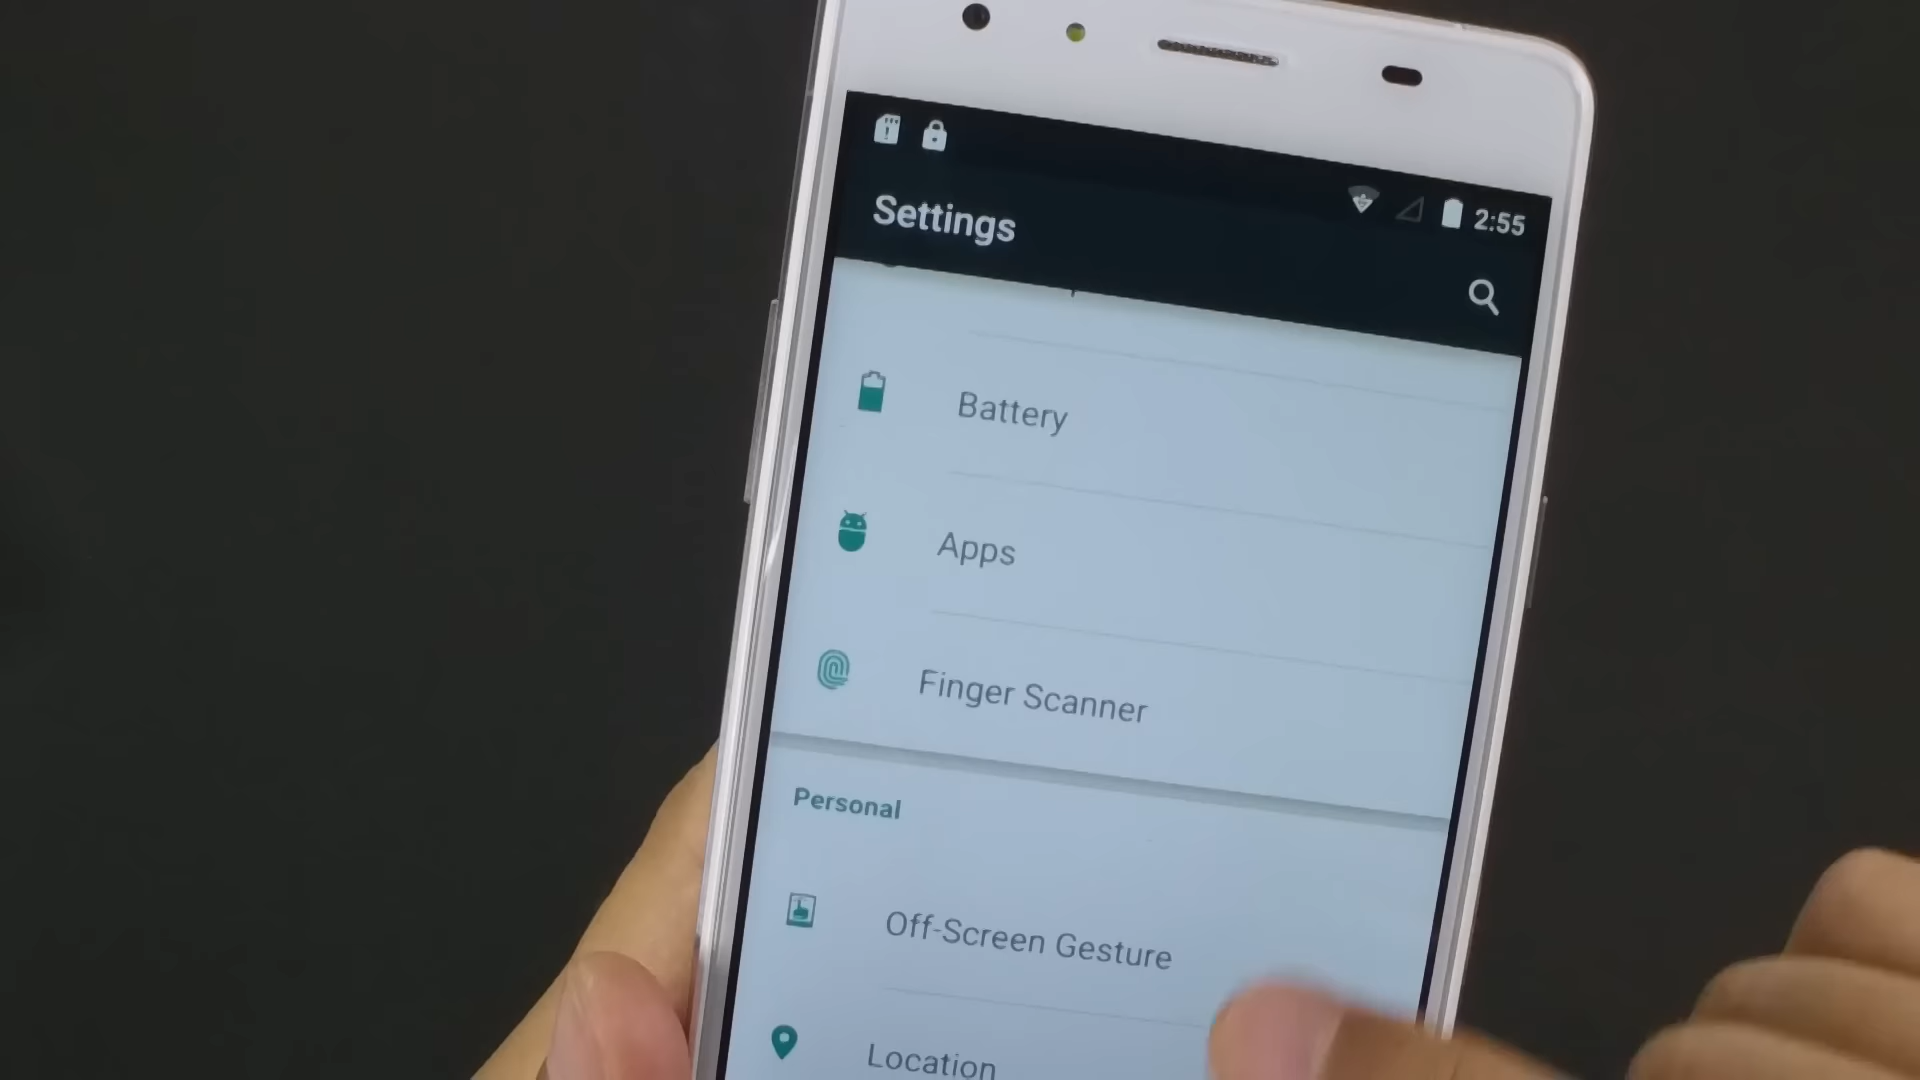 2:55
Settings
Battery
Apps
Finger Scanner
Personal
Off-Screen Gesture
Location